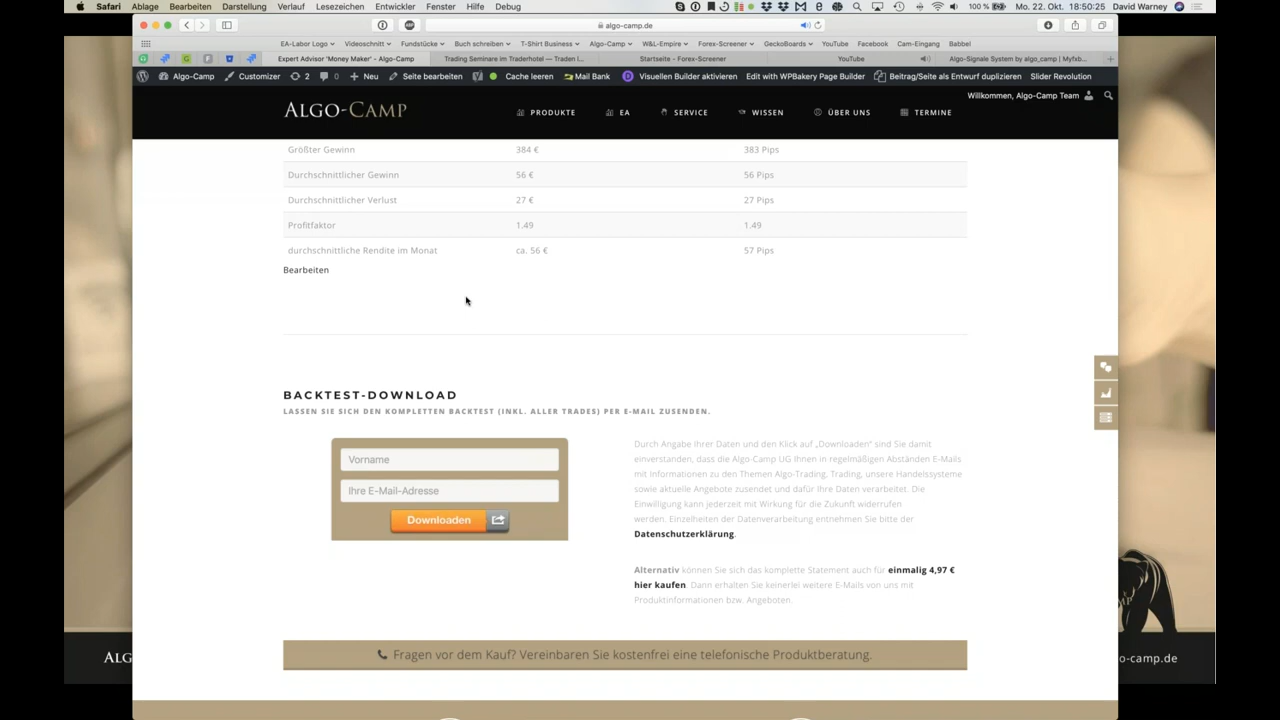 Safari Ablage Bearbeiten Darstellung Verlauf Lesezeichen Entwickler Fenster Hilfe Debug 100 % Mo. 22. Okt. 18:50:25 David Warney
algo-camp.de
EA-Labor Logo Videoschnitt Fundstücke Buch schreiben T-Shirt Business Algo-Camp W&L-Empire Forex-Screener GeckoBoards YouTube Facebook Cam-Eingang Babbel
Expert Advisor 'Money Maker' - Algo-Camp Trading Seminare im Traderhotel — Traden l... Startseite - Forex-Screener YouTube Algo-Signale System by algo_camp | Myfxb...
Algo-Camp Customizer 2 0 Neu Seite bearbeiten Cache leeren Mail Bank Visuellen Builder aktivieren Edit with WPBakery Page Builder Beitrag/Seite als Entwurf duplizieren Slider Revolution
Willkommen, Algo-Camp Team
ALGO-CAMP PRODUKTE EA SERVICE WISSEN ÜBER UNS TERMINE
Größter Gewinn 384 € 383 Pips
Durchschnittlicher Gewinn 56 € 56 Pips
Durchschnittlicher Verlust 27 € 27 Pips
Profitfaktor 1.49 1.49
durchschnittliche Rendite im Monat ca. 56 € 57 Pips
Bearbeiten
BACKTEST-DOWNLOAD
LASSEN SIE SICH DEN KOMPLETTEN BACKTEST (INKL. ALLER TRADES) PER E-MAIL ZUSENDEN.
Vorname
Ihre E-Mail-Adresse
Downloaden
Durch Angabe Ihrer Daten und den Klick auf „Downloaden" sind Sie damit
einverstanden, dass die Algo-Camp UG Ihnen in regelmäßigen Abständen E-Mails
mit Informationen zu den Themen Algo-Trading, Trading, unsere Handelssysteme
sowie aktuelle Angebote zusendet und dafür Ihre Daten verarbeitet. Die
Einwilligung kann jederzeit mit Wirkung für die Zukunft widerrufen
werden. Einzelheiten der Datenverarbeitung entnehmen Sie bitte der
Datenschutzerklärung.
Alternativ können Sie sich das komplette Statement auch für einmalig 4,97 €
hier kaufen. Dann erhalten Sie keinerlei weitere E-Mails von uns mit
Produktinformationen bzw. Angeboten.
Fragen vor dem Kauf? Vereinbaren Sie kostenfrei eine telefonische Produktberatung.
ALG
o-camp.de